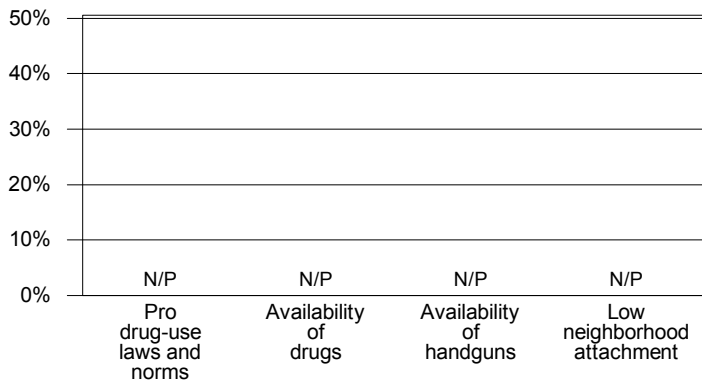 50%
40%
30%
20%
10%
0%
N/P N/P N/P N/P
Pro
drug-use
laws and
norms
Availability
of
drugs
Availability
of
handguns
Low
neighborhood
attachment